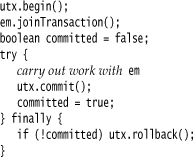 utx.begin();
em.joinTransaction();
boolean committed = false;
try {
carry out work with em
utx.commit();
committed = true;
} finally {
if (!committed) utx.rollback();
}